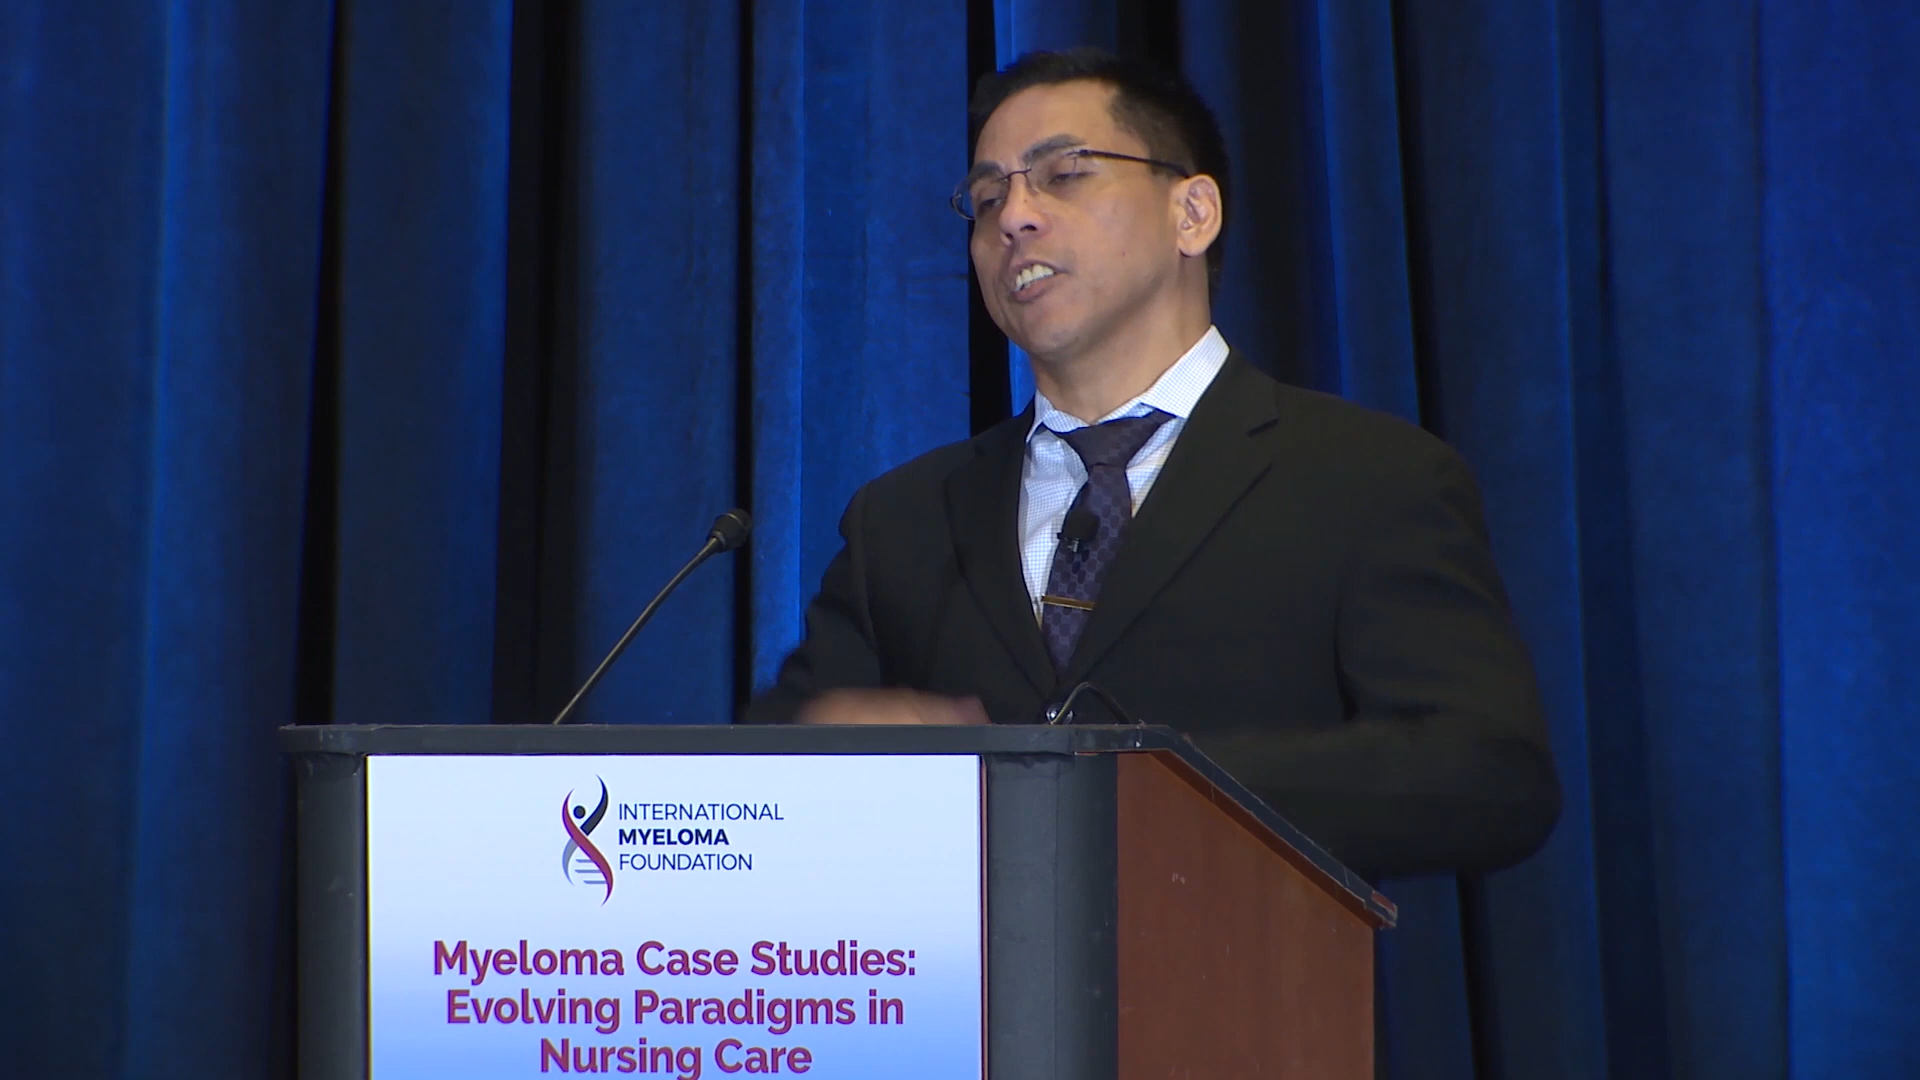 INTERNATIONAL
MYELOMA
FOUNDATION
Myeloma Case Studies:
Evolving Paradigms in
Nursing Care